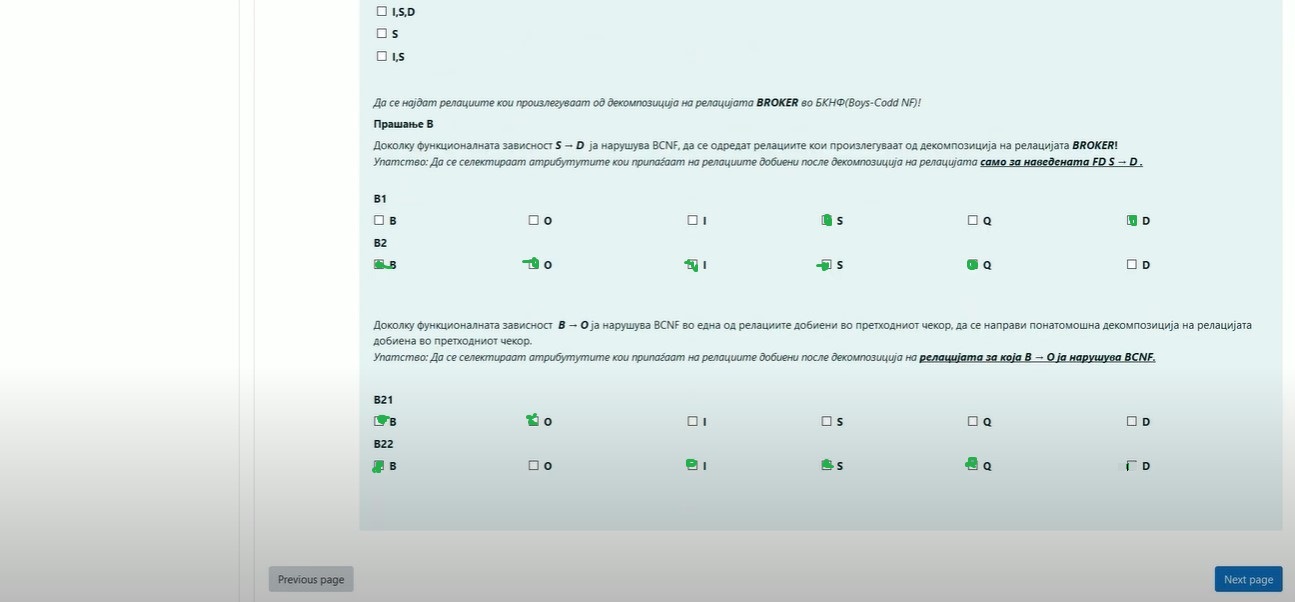 I,S,D
S
I,S
Да се најдат релациите кои произлегуваат од декомпозиција на релацијата BROKER во БКНФ(Boys-Codd NF)!
Прашање B
Доколку функционалната зависност S → D ја нарушува BCNF, да се одредат релациите кои произлегуваат од декомпозиција на релацијата BROKER!
Упатство: Да се селектираат атрибутутите кои припаѓаат на релациите добиени после декомпозиција на релацијата само за наведената FD S → D .
B1
B O I S Q D
B2
B O I S Q D
Доколку функционалната зависност B → O ја нарушува BCNF во една од релациите добиени во претходниот чекор, да се направи понатомошна декомпозиција на релацијата
добиена во претходниот чекор.
Упатство: Да се селектираат атрибутутите кои припаѓаат на релациите добиени после декомпозиција на релацијата за која B → O ја нарушува BCNF.
B21
B O I S Q D
B22
B O I S Q D
Previous page Next page